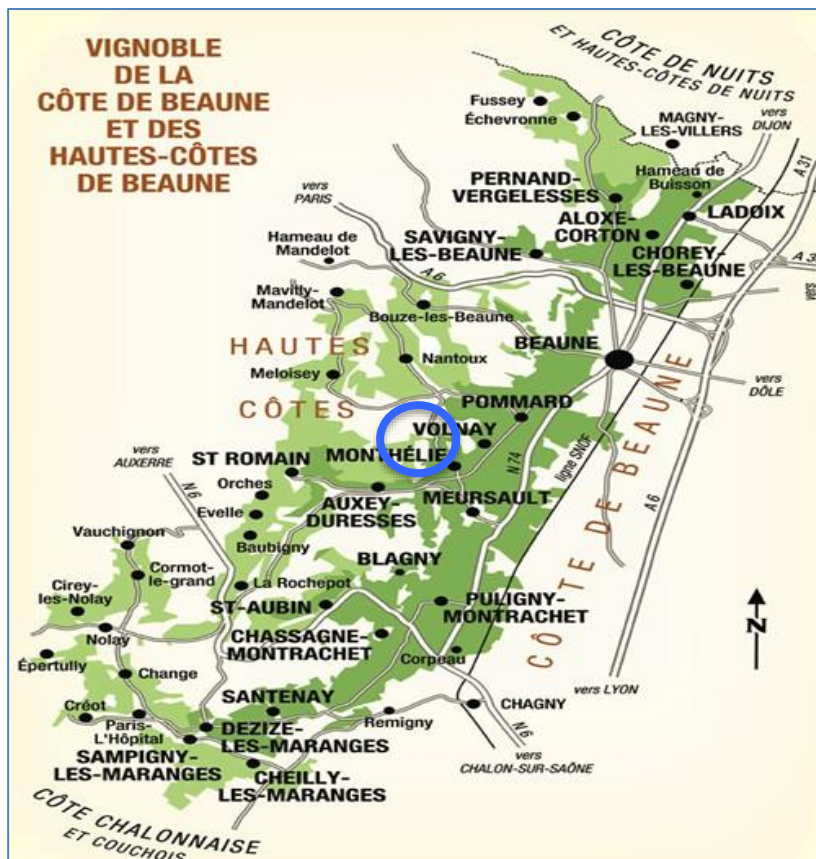 VIGNOBLE
DE LA
CÔTE DE BEAUNE
ET DES
HAUTES-CÔTES
DE BEAUNE
CÔTE DE NUITS
ET HAUTES-CÔTES DE NUITS
Fussey
Échevronne
MAGNY-
LES-VILLERS
vers
DIJON
A 31
Hameau de
Buisson
PERNAND-
VERGELESSES
LADOIX
vers
PARIS
ALOXE-
CORTON
SAVIGNY-
LES-BEAUNE
Hameau de
Mandelot
CHOREY-
LES-BEAUNE
A 3
A6
vers
Mavilly-
Mandelot
Bouze-les-Beaune
BEAUNE
HAUTES
Nantoux
Meloisey
vers
DÔLE
CÔTES
POMMARD
VOLNAY
vers
AUXERRE
ST ROMAIN
MONTHÉLIE
N 74
ligne SNCF
CÔTE DE BEAUNE
N6
Orches
AUXEY-
DURESSES
MEURSAULT
A6
Evelle
Vauchignon
Baubigny
BLAGNY
Cormot-
le-grand
La Rochepot
Cirey-
les-Nolay
ST-AUBIN
PULIGNY-
MONTRACHET
N
Nolay
CHASSAGNE-
MONTRACHET
Corpeau
Épertully
Change
vers LYON
SANTENAY
CHAGNY
Créot
Remigny
Paris-
L'Hôpital
DEZIZE-
LES-MARANGES
N6
SAMPIGNY-
LES-MARANGES
vers
CHALON-SUR-SAÔNE
CHEILLY-
LES-MARANGES
CÔTE CHALONNAISE
ET COUCHOIS